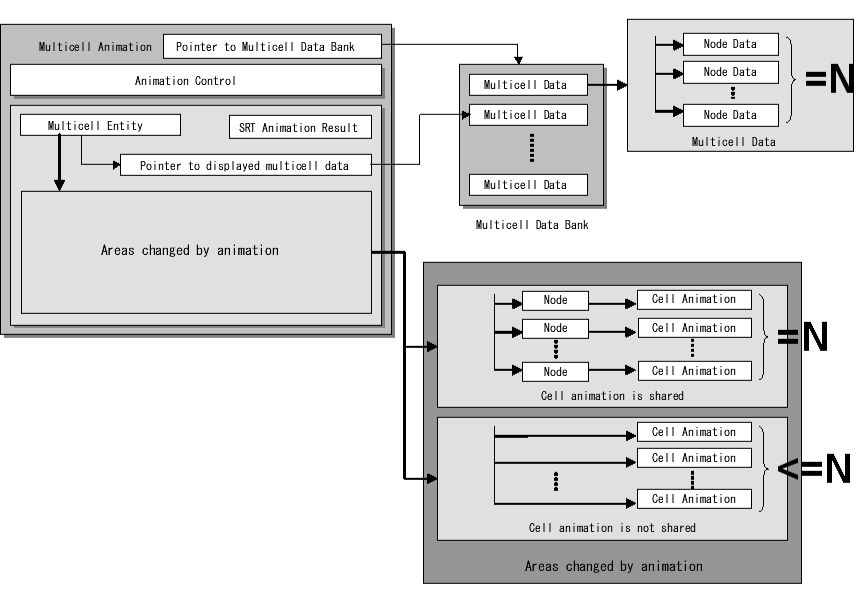 Multicell Animation
Pointer to Multicell Data Bank
Animation Control
Multicell Entity
SRT Animation Result
Pointer to displayed multicell data
Areas changed by animation
Multicell Data
Multicell Data
Multicell Data
Multicell Data Bank
Node Data
Node Data
Node Data
=N
Multicell Data
Node
Cell Animation
Node
Cell Animation
Node
Cell Animation
=N
Cell animation is shared
Cell Animation
Cell Animation
Cell Animation
<=N
Cell animation is not shared
Areas changed by animation